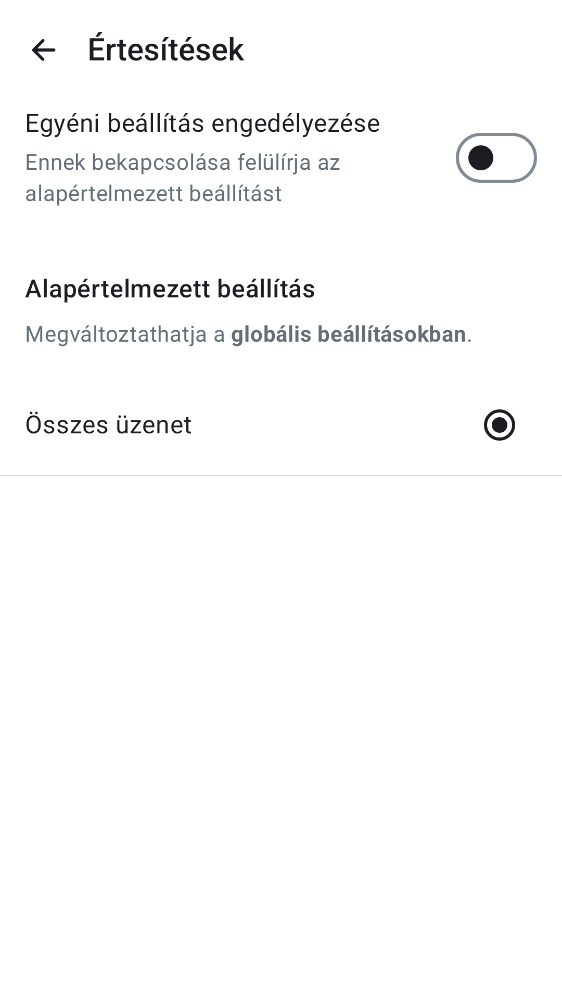 Értesítések
Egyéni beállítás engedélyezése
Ennek bekapcsolása felülírja az
alapértelmezett beállítást
Alapértelmezett beállítás
Megváltoztathatja a globális beállításokban.
Összes üzenet